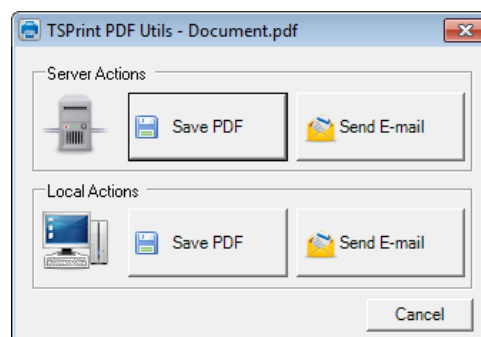 TSPrint PDF Utils - Document.pdf
Server Actions
Save PDF
Send E-mail
Local Actions
Save PDF
Send E-mail
Cancel